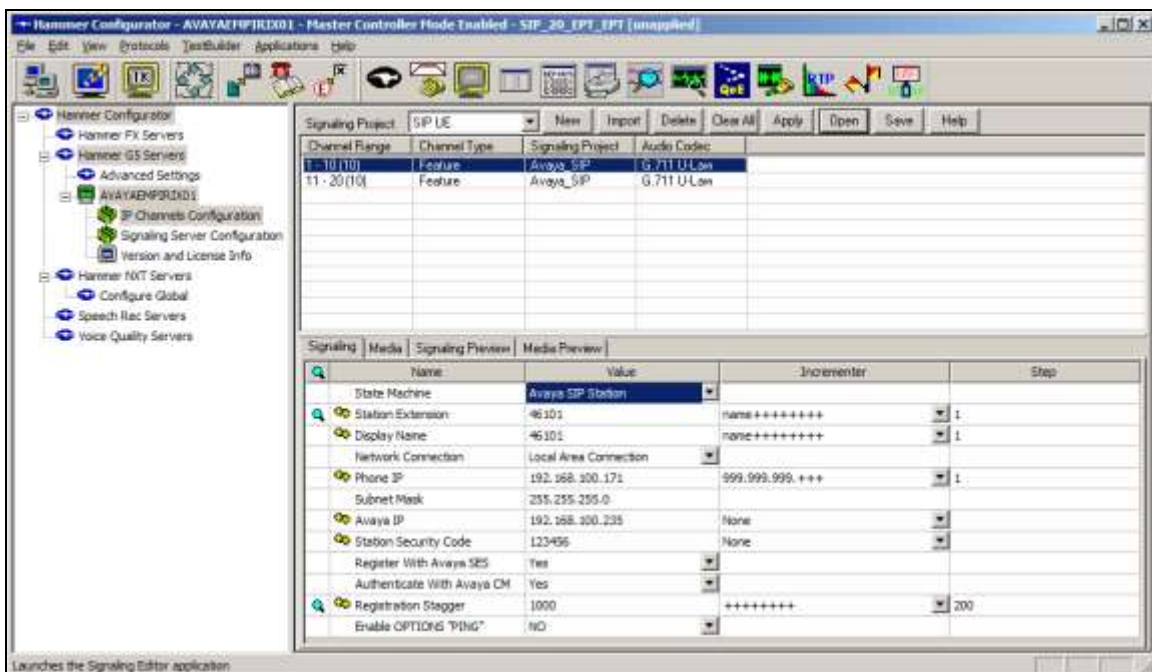 Hammer Configurator - AVAYAEMPIRIX01 - Master Controller Mode Enabled - SIP_20_EPT_EPT [unapplied]
File Edit View Protocols TestBuilder Applications Help
Hammer Configurator
Hammer FX Servers
Hammer G5 Servers
Advanced Settings
AVAYAEMPIRIX01
IP Channels Configuration
Signaling Server Configuration
Version and License Info
Hammer NXT Servers
Configure Global
Speech Rec Servers
Voice Quality Servers
Signaling Project SIP UE New Import Delete Clear All Apply Open Save Help
Channel Range Channel Type Signaling Project Audio Codec
1 - 10 (10) Feature Avaya_SIP G.711 U-Law
11 - 20 (10) Feature Avaya_SIP G.711 U-Law
Signaling Media Signaling Preview Media Preview
Name Value Incrementer Step
State Machine Avaya SIP Station
Station Extension 46101 name++++++++ 1
Display Name 46101 name++++++++ 1
Network Connection Local Area Connection
Phone IP 192.168.100.171 999.999.999.+++ 1
Subnet Mask 255.255.255.0
Avaya IP 192.168.100.235 None
Station Security Code 123456 None
Register With Avaya SES Yes
Authenticate With Avaya CM Yes
Registration Stagger 1000 ++++++++ 200
Enable OPTIONS "PING" NO
Launches the Signaling Editor application